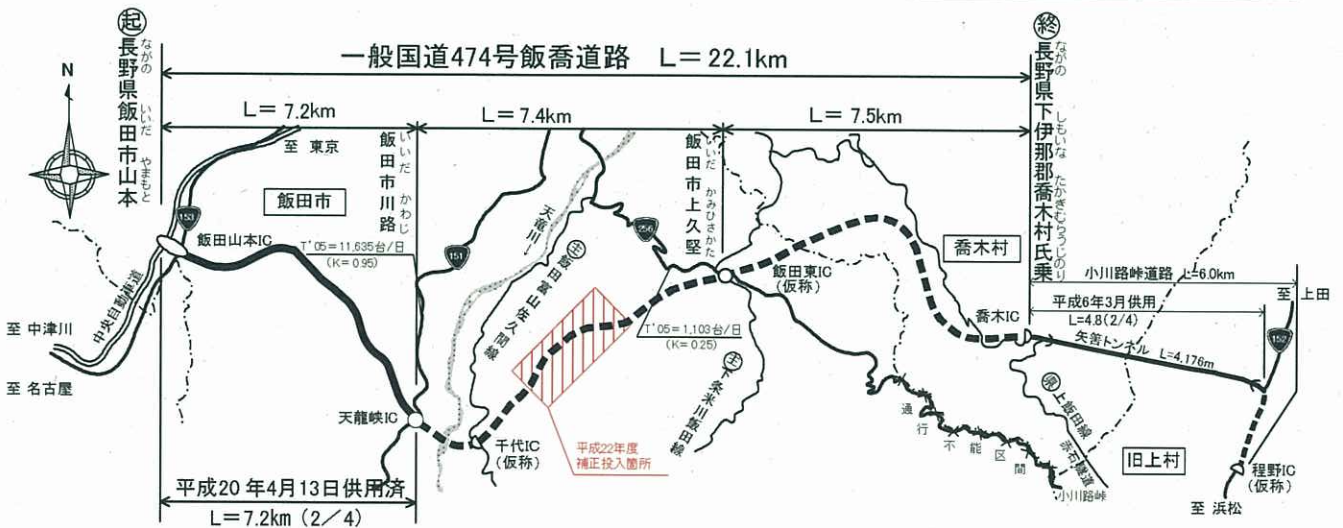 一般国道474号飯喬道路 L=22.1km
起
長野県飯田市山本
ながの いいだ やまもと
終
長野県下伊那郡喬木村氏乗
ながの しもいな たかぎむらうじのり
L=7.2km
L=7.4km
L=7.5km
N
至 東京
飯田市
153
飯田山本IC
T'05=11,635台/日
(K=0.95)
飯田市川路
いいだ かわじ
151
天竜川
主 飯田富山佐久間線
256
飯田市上久堅
いいだ かみひさかた
飯田東IC
(仮称)
喬木村
喬木IC
小川路峠道路 L=6.0km
平成6年3月供用
L=4.8(2/4)
至 上田
152
矢筈トンネル L=4,176m
中央自動車道
至 中津川
至 名古屋
天龍峡IC
千代IC
(仮称)
平成22年度
補正投入箇所
T'05=1,103台/日
(K=0.25)
主 下条米川飯田線
通行不能区間
県 上飯田線
赤石隧道
小川路峠
旧上村
程野IC
(仮称)
至 浜松
平成20年4月13日供用済
L=7.2km (2/4)